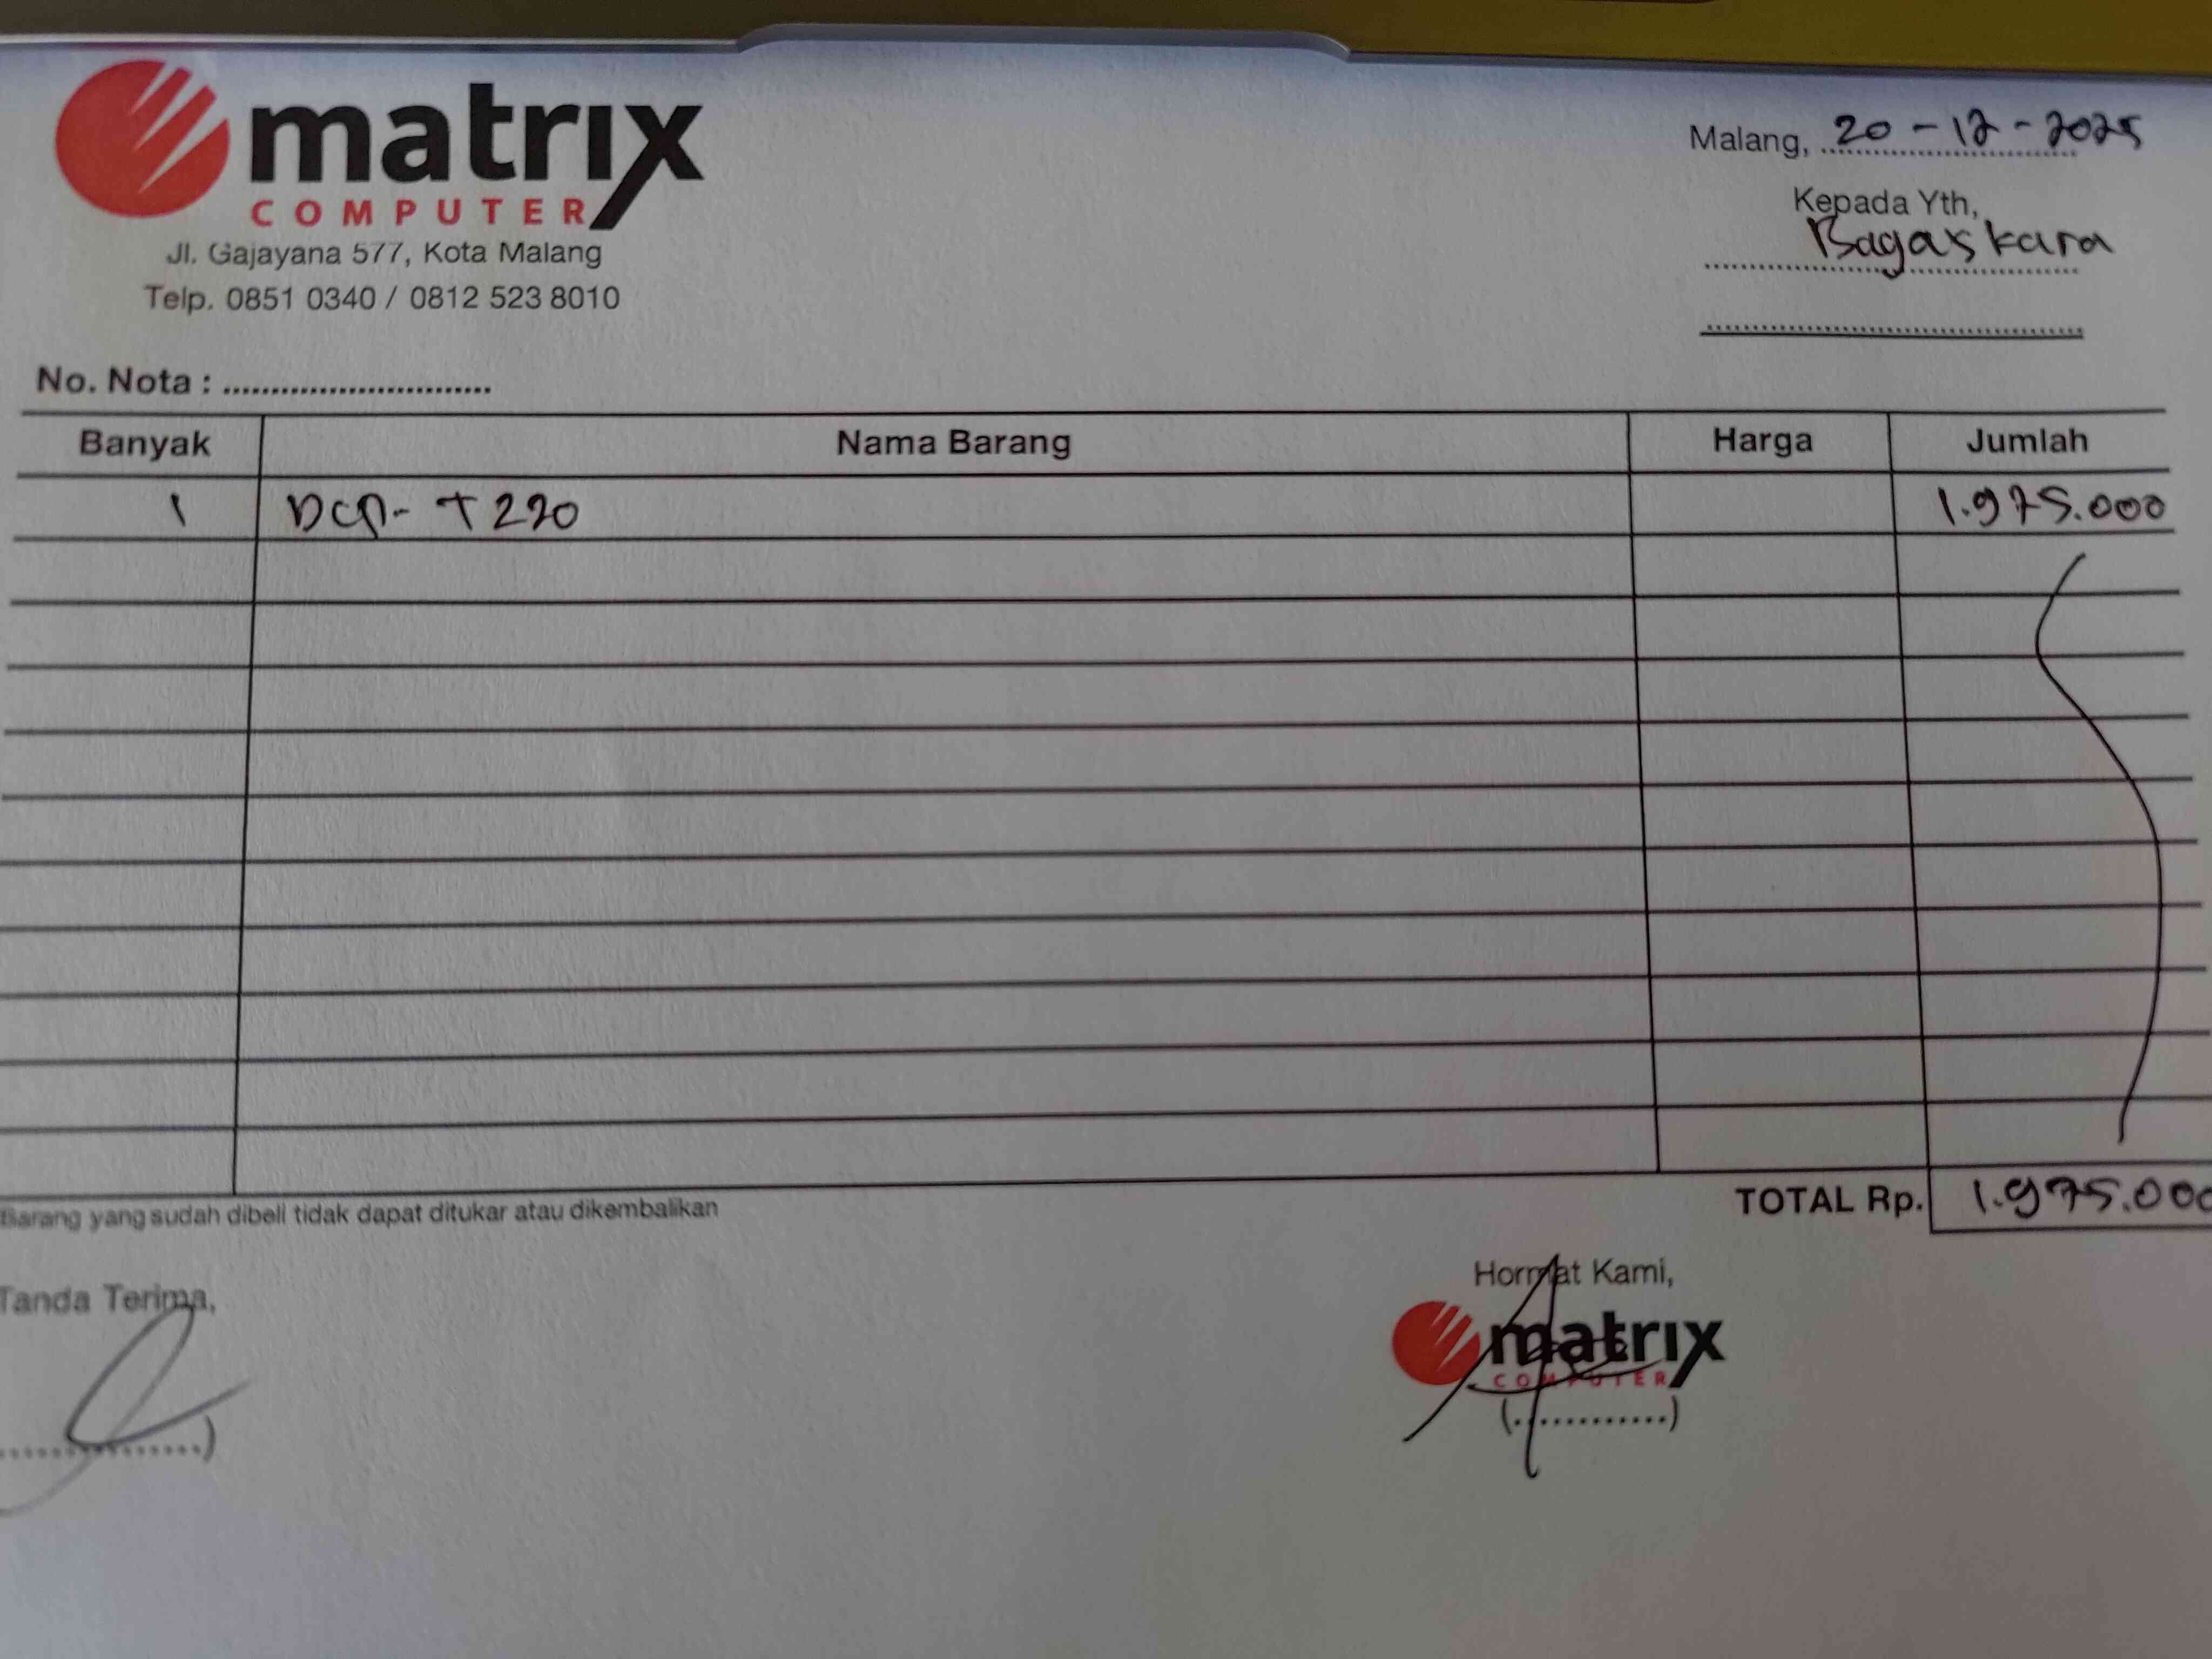 matrix
COMPUTER
Jl. Gajayana 577, Kota Malang
Telp. 0851 0340 / 0812 523 8010
Malang, 20-12-2025
Kepada Yth,
Bagaskara
No. Nota : ............................
Banyak Nama Barang Harga Jumlah
1 DCP- T220 1.975.000
TOTAL Rp. 1.975.000
Barang yang sudah dibeli tidak dapat ditukar atau dikembalikan
Tanda Terima,
Hormat Kami,
matrix
COMPUTER
(............)